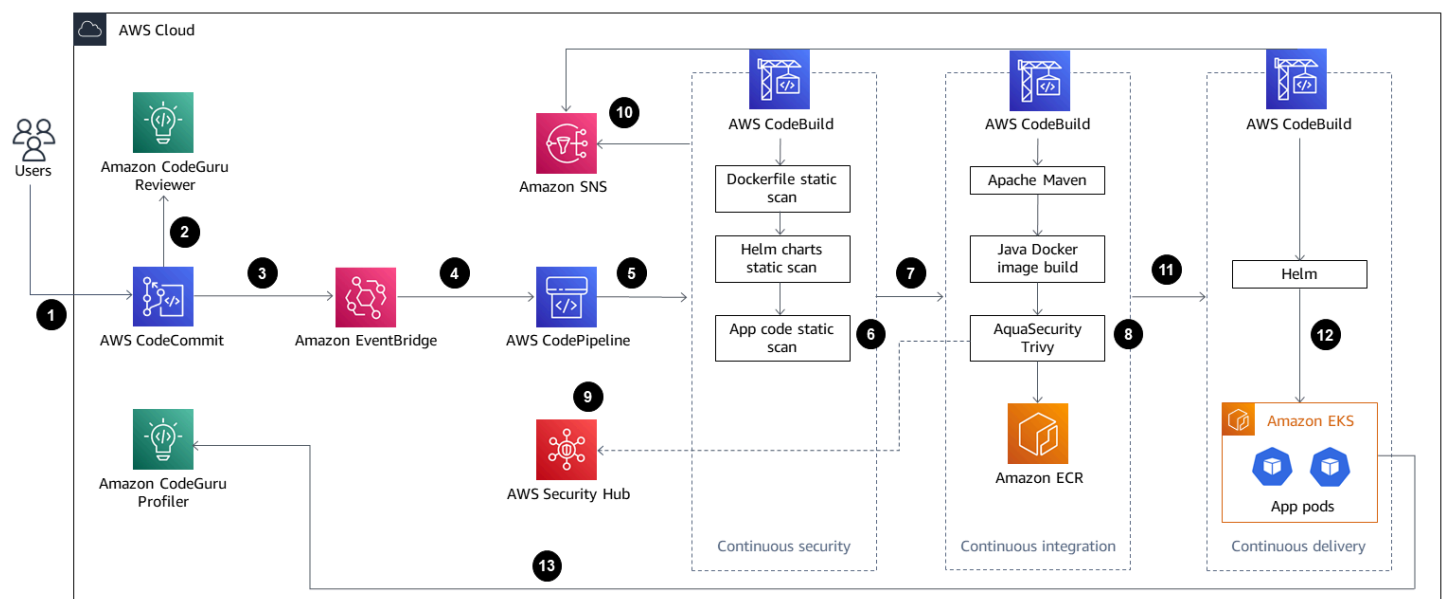 AWS Cloud
Users
Amazon CodeGuru
Reviewer
10
Amazon SNS
AWS CodeBuild
Dockerfile static
scan
Helm charts
static scan
App code static
scan
6
Continuous security
AWS CodeBuild
Apache Maven
Java Docker
image build
AquaSecurity
Trivy
8
Amazon ECR
Continuous integration
AWS CodeBuild
Helm
12
Amazon EKS
App pods
Continuous delivery
1
2
AWS CodeCommit
3
Amazon EventBridge
4
AWS CodePipeline
5
7
11
9
AWS Security Hub
Amazon CodeGuru
Profiler
13